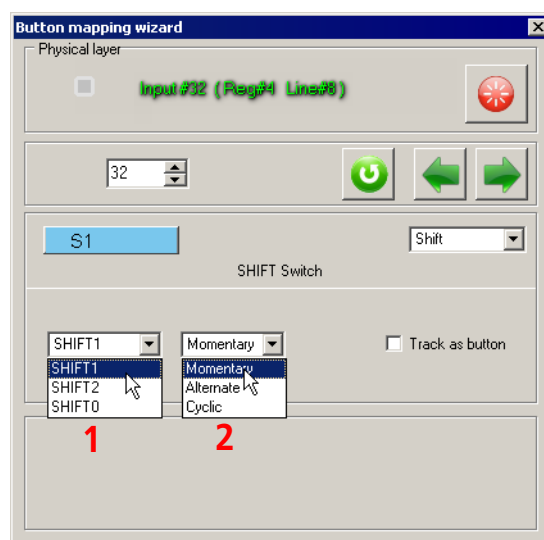 Button mapping wizard
Physical layer
Input #32 (Reg#4 Line#8)
32
S1
Shift
SHIFT Switch
SHIFT1
Momentary
Track as button
SHIFT1
SHIFT2
SHIFT0
Momentary
Alternate
Cyclic
1
2